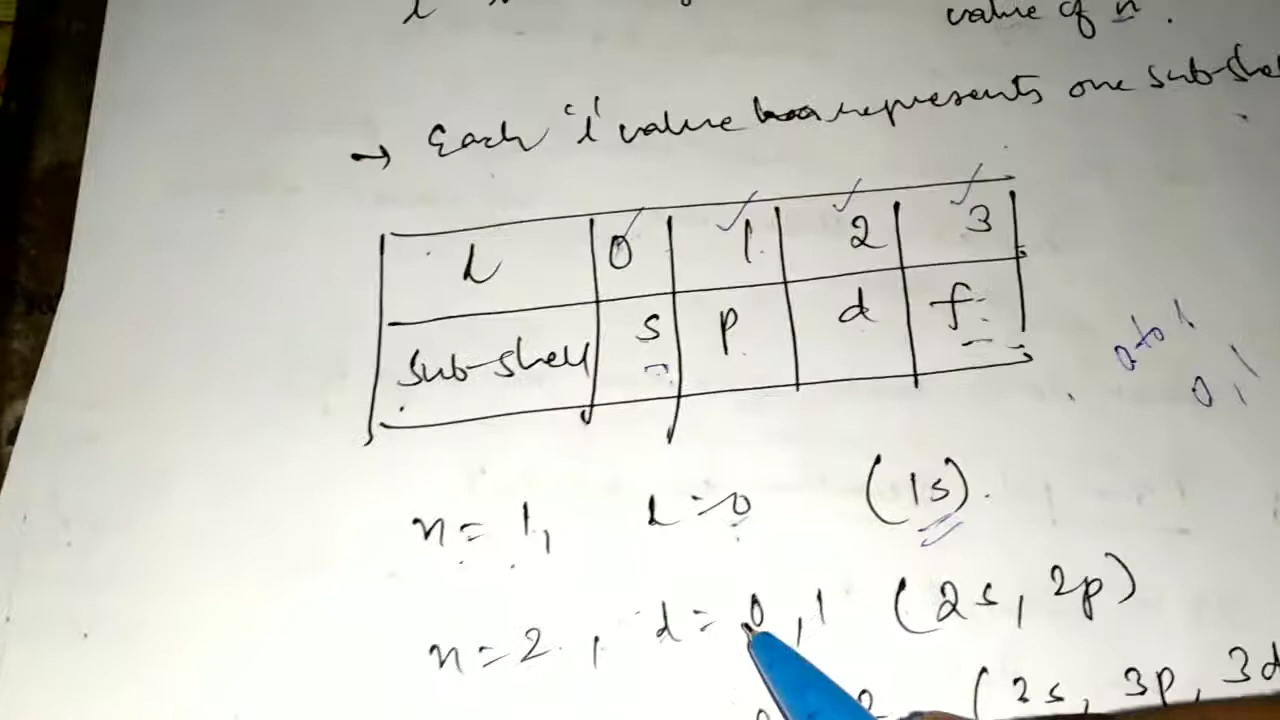 l
value of n.
→ Each 'l' value represents one sub-she
l 0 1 2 3
sub-shell s p d f
0 to 1
0, 1
n = 1, l = 0 (1s).
n = 2, l = 0, 1 (2s, 2p)
2 (3s, 3p, 3d